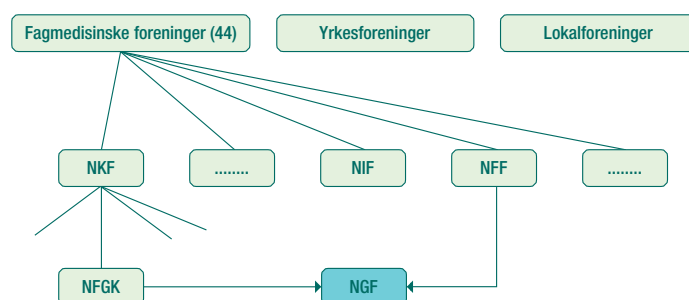 Fagmedisinske foreninger (44)
Yrkesforeninger
Lokalforeninger
NKF
........
NIF
NFF
........
NFGK
NGF